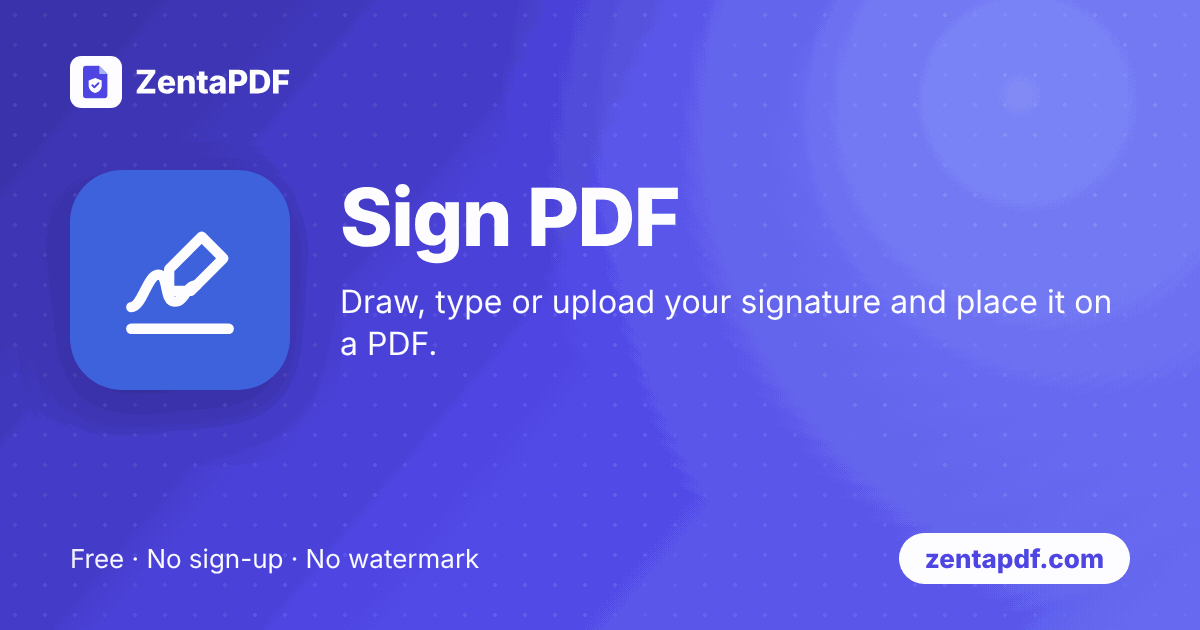 ZentaPDF
Sign PDF
Draw, type or upload your signature and place it on
a PDF.
Free · No sign-up · No watermark
zentapdf.com